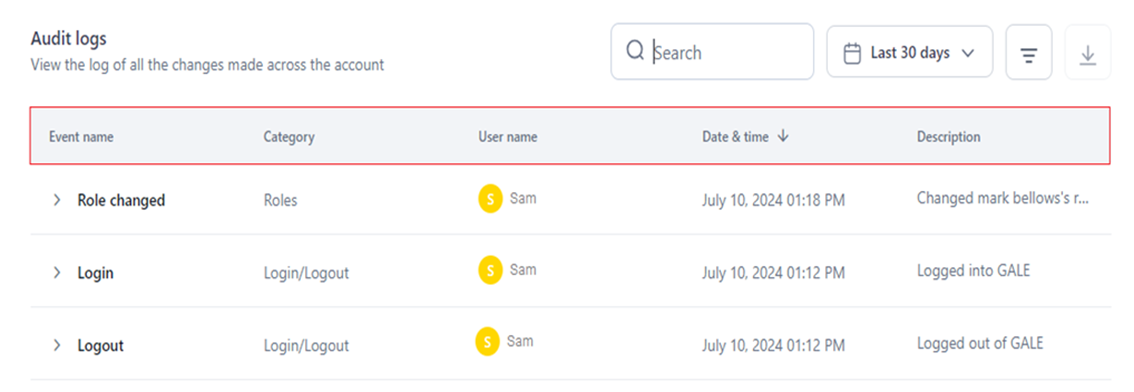 Audit logs
View the log of all the changes made across the account
Search
Last 30 days
Event name Category User name Date & time Description
Role changed Roles S Sam July 10, 2024 01:18 PM Changed mark bellows's r...
Login Login/Logout S Sam July 10, 2024 01:12 PM Logged into GALE
Logout Login/Logout S Sam July 10, 2024 01:12 PM Logged out of GALE